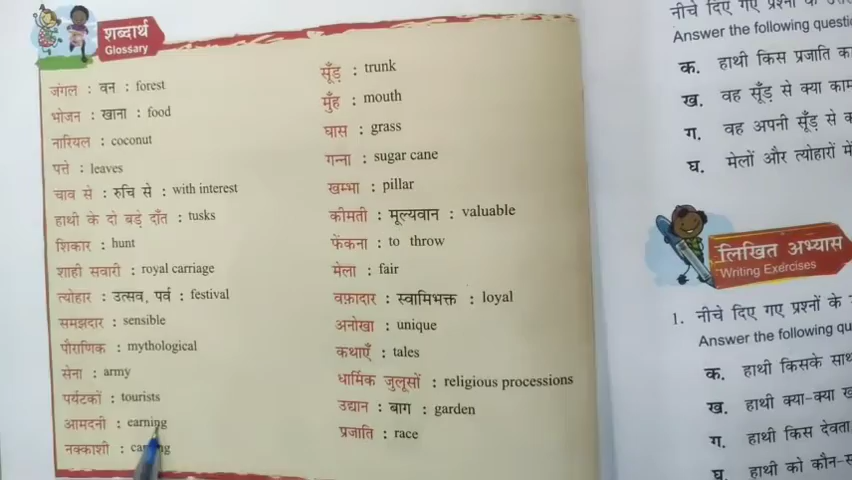 शब्दार्थ
Glossary
जंगल : वन : forest
भोजन : खाना : food
नारियल : coconut
पत्ते : leaves
चाव से : रुचि से : with interest
हाथी के दो बड़े दाँत : tusks
शिकार : hunt
शाही सवारी : royal carriage
त्योहार : उत्सव, पर्व : festival
समझदार : sensible
पौराणिक : mythological
सेना : army
पर्यटकों : tourists
आमदनी : earning
नक्काशी :
सूँड़ : trunk
मुँह : mouth
घास : grass
गन्ना : sugar cane
खम्भा : pillar
कीमती : मूल्यवान : valuable
फेंकना : to throw
मेला : fair
वफ़ादार : स्वामिभक्त : loyal
अनोखा : unique
कथाएँ : tales
धार्मिक जुलूसों : religious processions
उद्यान : बाग : garden
प्रजाति : race
नीचे दिए गए प्रश्नों के
Answer the following
क. हाथी किस प्रजाति का
ख. वह सूँड़ से क्या काम
ग. वह अपनी सूँड़ से
घ. मेलों और त्योहारों में
लिखित अभ्यास
Writing Exercises
1. नीचे दिए गए प्रश्नों के
Answer the following
क. हाथी किसके साथ
ख. हाथी क्या-क्या
ग. हाथी किस देवता
घ. हाथी को